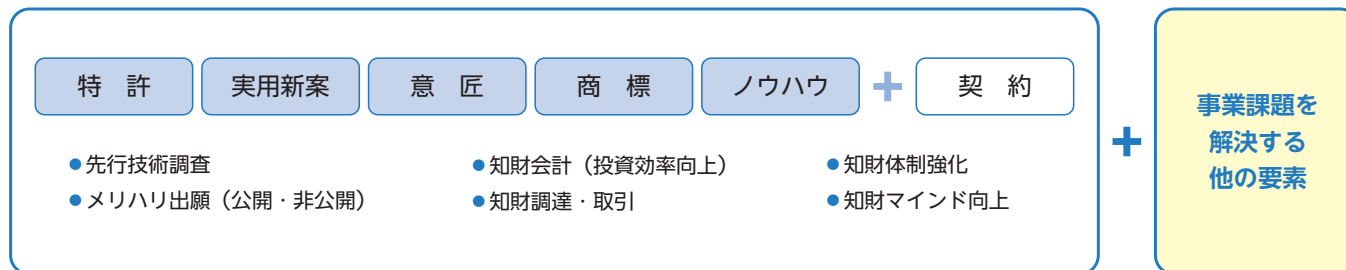 特 許 実用新案 意 匠 商 標 ノウハウ + 契 約
●先行技術調査 ●知財会計（投資効率向上） ●知財体制強化
●メリハリ出願（公開・非公開） ●知財調達・取引 ●知財マインド向上
+
事業課題を
解決する
他の要素